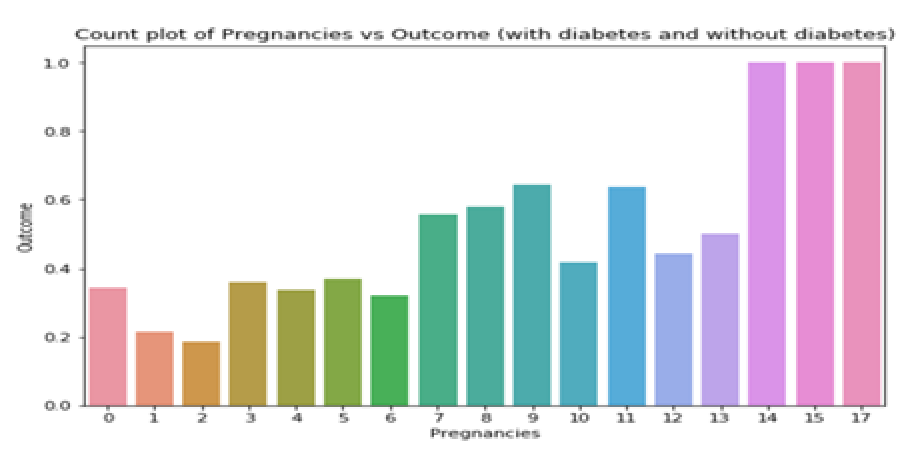 Count plot of Pregnancies vs Outcome (with diabetes and without diabetes)
1.0
0.8
0.6
0.4
0.2
0.0
Outcome
0 1 2 3 4 5 6 7 8 9 10 11 12 13 14 15 17
Pregnancies